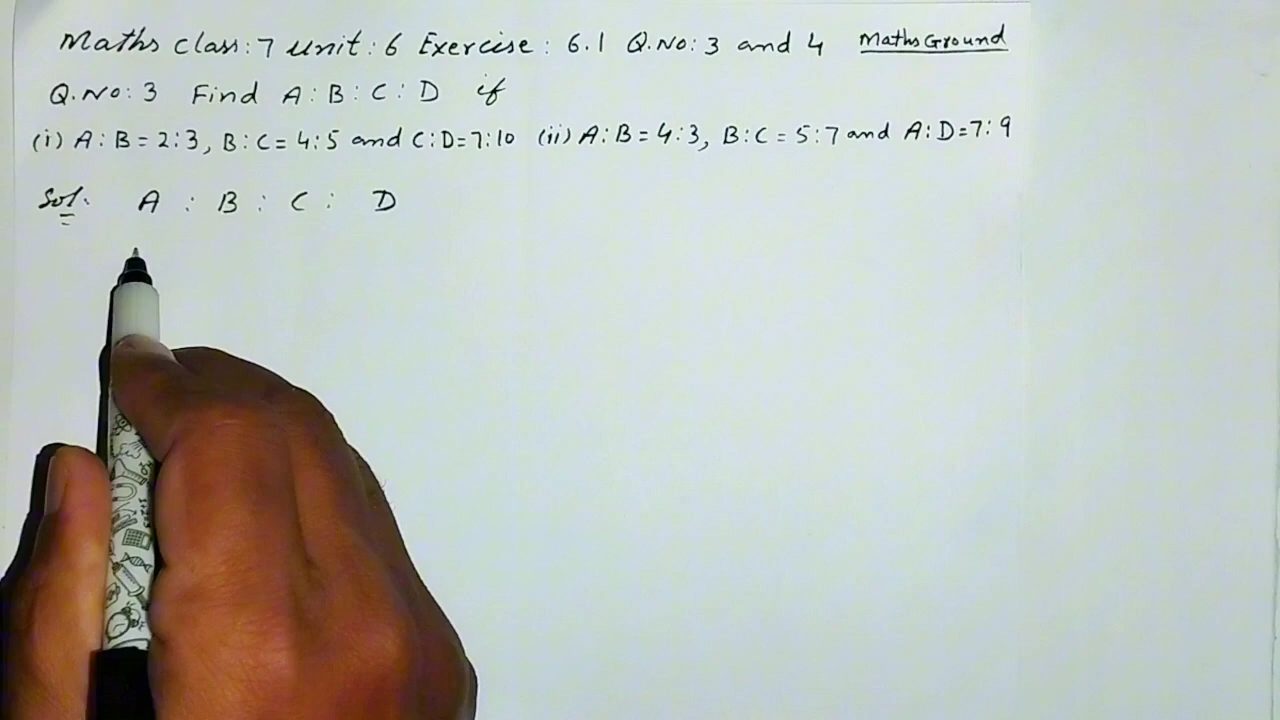 Maths Class:7 Unit:6 Exercise: 6.1 Q.No:3 and 4 MathsGround
Q.No:3 Find A:B:C:D if
(i) A:B=2:3, B:C=4:5 and C:D=7:10 (ii) A:B=4:3, B:C=5:7 and A:D=7:9
Sol. A : B : C : D